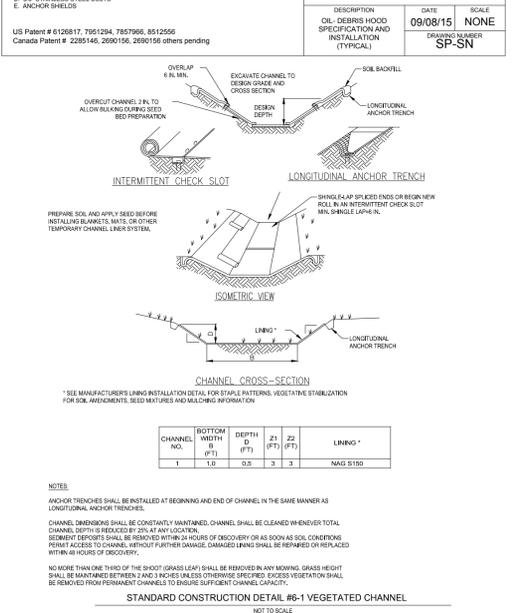 E. ANCHOR SHIELDS
US Patent # 6126817, 7951294, 7857966, 8512556
Canada Patent # 2285146, 2690156, 2690156 others pending
DESCRIPTION
OIL- DEBRIS HOOD
SPECIFICATION AND
INSTALLATION
(TYPICAL)
DATE
09/08/15
SCALE
NONE
DRAWING NUMBER
SP-SN
OVERLAP
6 IN. MIN.
EXCAVATE CHANNEL TO
DESIGN GRADE AND
CROSS SECTION
SOIL BACKFILL
OVERCUT CHANNEL 2 IN. TO
ALLOW BULKING DURING SEED
BED PREPARATION
DESIGN
DEPTH
LONGITUDINAL
ANCHOR TRENCH
INTERMITTENT CHECK SLOT
LONGITUDINAL ANCHOR TRENCH
SHINGLE-LAP SPLICED ENDS OR BEGIN NEW
ROLL IN AN INTERMITTENT CHECK SLOT
MIN. SHINGLE LAP=6 IN.
PREPARE SOIL AND APPLY SEED BEFORE
INSTALLING BLANKETS, MATS, OR OTHER
TEMPORARY CHANNEL LINER SYSTEM.
ISOMETRIC VIEW
D
LINING *
LONGITUDINAL
ANCHOR TRENCH
B
CHANNEL CROSS-SECTION
* SEE MANUFACTURER'S LINING INSTALLATION DETAIL FOR STAPLE PATTERNS, VEGETATIVE STABILIZATION
FOR SOIL AMENDMENTS, SEED MIXTURES AND MULCHING INFORMATION
CHANNEL
NO.
BOTTOM
WIDTH
B
(FT)
DEPTH
D
(FT)
Z1
(FT)
Z2
(FT)
LINING *
1 1.0 0.5 3 3 NAG S150
NOTES:
ANCHOR TRENCHES SHALL BE INSTALLED AT BEGINNING AND END OF CHANNEL IN THE SAME MANNER AS
LONGITUDINAL ANCHOR TRENCHES.
CHANNEL DIMENSIONS SHALL BE CONSTANTLY MAINTAINED. CHANNEL SHALL BE CLEANED WHENEVER TOTAL
CHANNEL DEPTH IS REDUCED BY 25% AT ANY LOCATION.
SEDIMENT DEPOSITS SHALL BE REMOVED WITHIN 24 HOURS OF DISCOVERY OR AS SOON AS SOIL CONDITIONS
PERMIT ACCESS TO CHANNEL WITHOUT FURTHER DAMAGE. DAMAGED LINING SHALL BE REPAIRED OR REPLACED
WITHIN 48 HOURS OF DISCOVERY.
NO MORE THAN ONE THIRD OF THE SHOOT (GRASS LEAF) SHALL BE REMOVED IN ANY MOWING. GRASS HEIGHT
SHALL BE MAINTAINED BETWEEN 2 AND 3 INCHES UNLESS OTHERWISE SPECIFIED. EXCESS VEGETATION SHALL
BE REMOVED FROM PERMANENT CHANNELS TO ENSURE SUFFICIENT CHANNEL CAPACITY.
STANDARD CONSTRUCTION DETAIL #6-1 VEGETATED CHANNEL
NOT TO SCALE